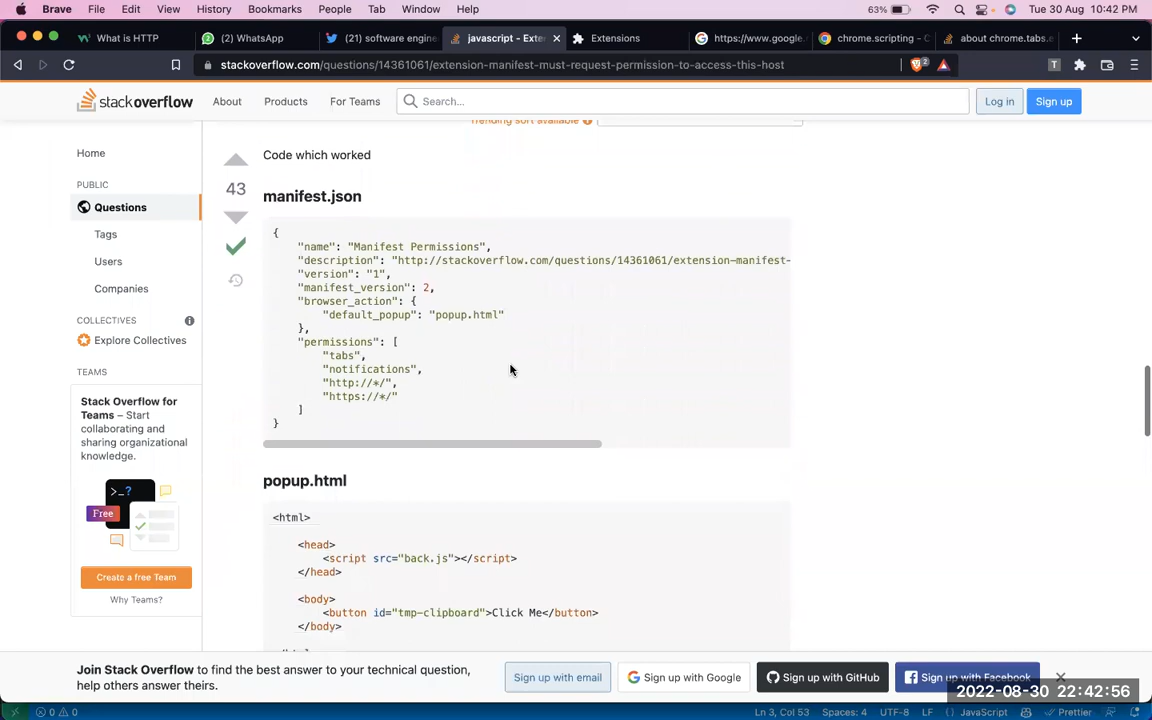 Brave File Edit View History Bookmarks People Tab Window Help 63% Tue 30 Aug 10:42 PM
What is HTTP
(2) WhatsApp
(21) software engine
javascript - Exte
Extensions
https://www.google.
chrome.scripting - C
about chrome.tabs.e
stackoverflow.com/questions/14361061/extension-manifest-must-request-permission-to-access-this-host
T
stackoverflow About Products For Teams Search... Log in Sign up
Trending sort available
Home
PUBLIC
Questions
Tags
Users
Companies
COLLECTIVES
Explore Collectives
TEAMS
Stack Overflow for
Teams – Start
collaborating and
sharing organizational
knowledge.
Free
Create a free Team
Why Teams?
Code which worked
43
manifest.json
{
"name": "Manifest Permissions",
"description": "http://stackoverflow.com/questions/14361061/extension-manifest-
"version": "1",
"manifest_version": 2,
"browser_action": {
"default_popup": "popup.html"
},
"permissions": [
"tabs",
"notifications",
"http://*/",
"https://*/"
]
}
popup.html
<html>
<head>
<script src="back.js"></script>
</head>
<body>
<button id="tmp-clipboard">Click Me</button>
</body>
Join Stack Overflow to find the best answer to your technical question,
help others answer theirs.
Sign up with email
Sign up with Google
Sign up with GitHub
Sign up with Facebook
2022-08-30 22:42:56
0 0 Ln 3, Col 53 Spaces: 4 UTF-8 LF {} JavaScript Prettier